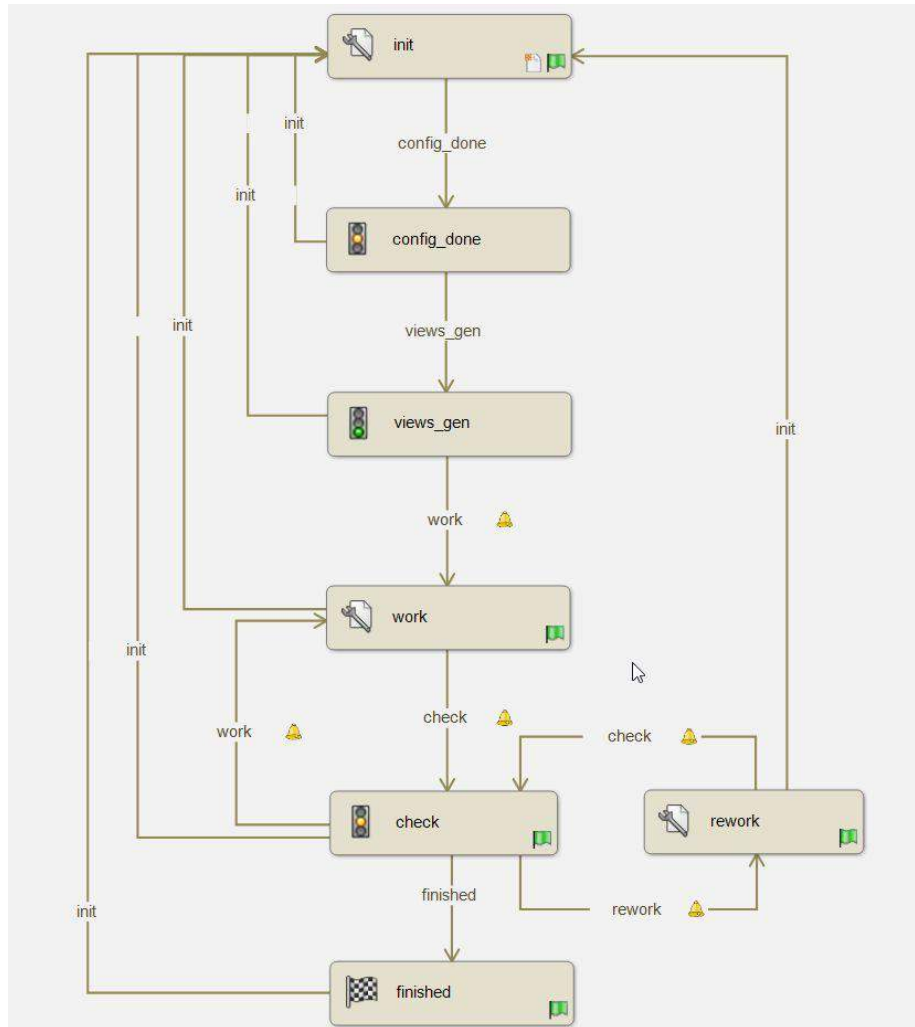 init
init
config_done
init
config_done
views_gen
init
views_gen
init
work
work
init
check
work
check
check
rework
finished
init
rework
finished